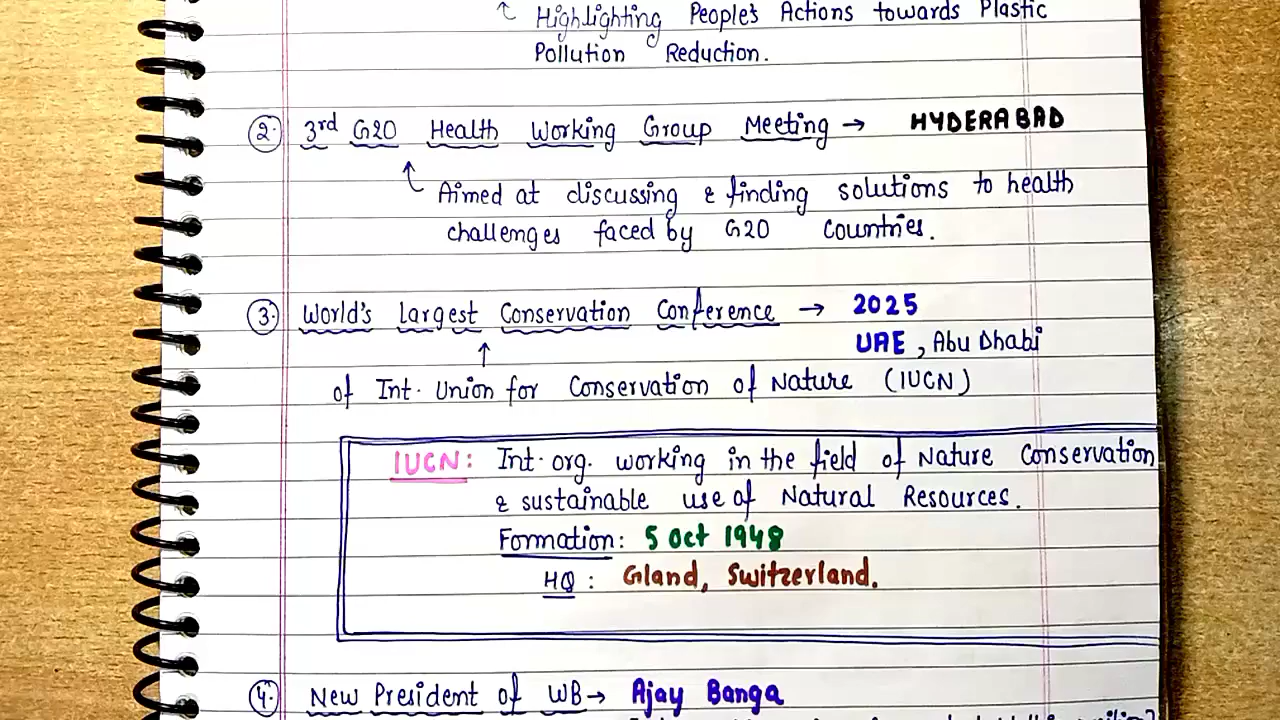 Highlighting People's Actions towards Plastic
Pollution Reduction.
2. 3rd G20 Health Working Group Meeting → HYDERABAD
Aimed at discussing & finding solutions to health
challenges faced by G20 Countries.
3. World's Largest Conservation Conference → 2025
UAE, Abu Dhabi
of Int. Union for Conservation of Nature (IUCN)
IUCN: Int. org. working in the field of Nature Conservation
& sustainable use of Natural Resources.
Formation: 5 Oct 1948
HQ: Gland, Switzerland.
4. New President of WB → Ajay Banga